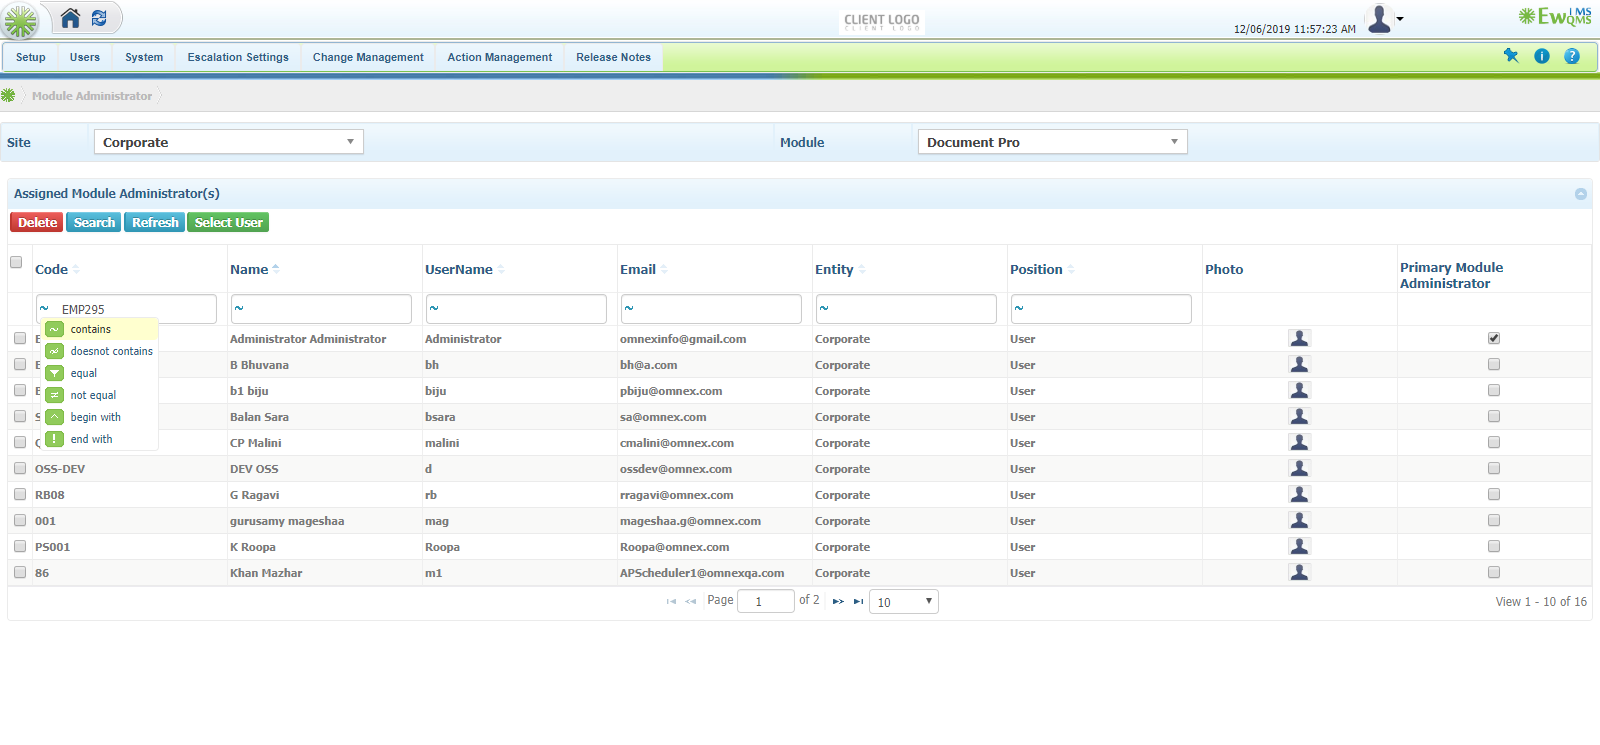 CLIENT LOGO
CLIENT LOGO
12/06/2019 11:57:23 AM
EwIMS
QMS
Setup Users System Escalation Settings Change Management Action Management Release Notes
Module Administrator
Site Corporate Module Document Pro
Assigned Module Administrator(s)
Delete Search Refresh Select User
Code Name UserName Email Entity Position Photo Primary Module
Administrator
~ EMP295 ~ ~ ~ ~ ~
contains
doesnot contains
equal
not equal
begin with
end with
Administrator Administrator Administrator omnexinfo@gmail.com Corporate User
B Bhuvana bh bh@a.com Corporate User
b1 biju biju pbiju@omnex.com Corporate User
Balan Sara bsara sa@omnex.com Corporate User
CP Malini malini cmalini@omnex.com Corporate User
OSS-DEV DEV OSS d ossdev@omnex.com Corporate User
RB08 G Ragavi rb rragavi@omnex.com Corporate User
001 gurusamy mageshaa mag mageshaa.g@omnex.com Corporate User
PS001 K Roopa Roopa Roopa@omnex.com Corporate User
86 Khan Mazhar m1 APScheduler1@omnexqa.com Corporate User
Page 1 of 2 10 View 1 - 10 of 16